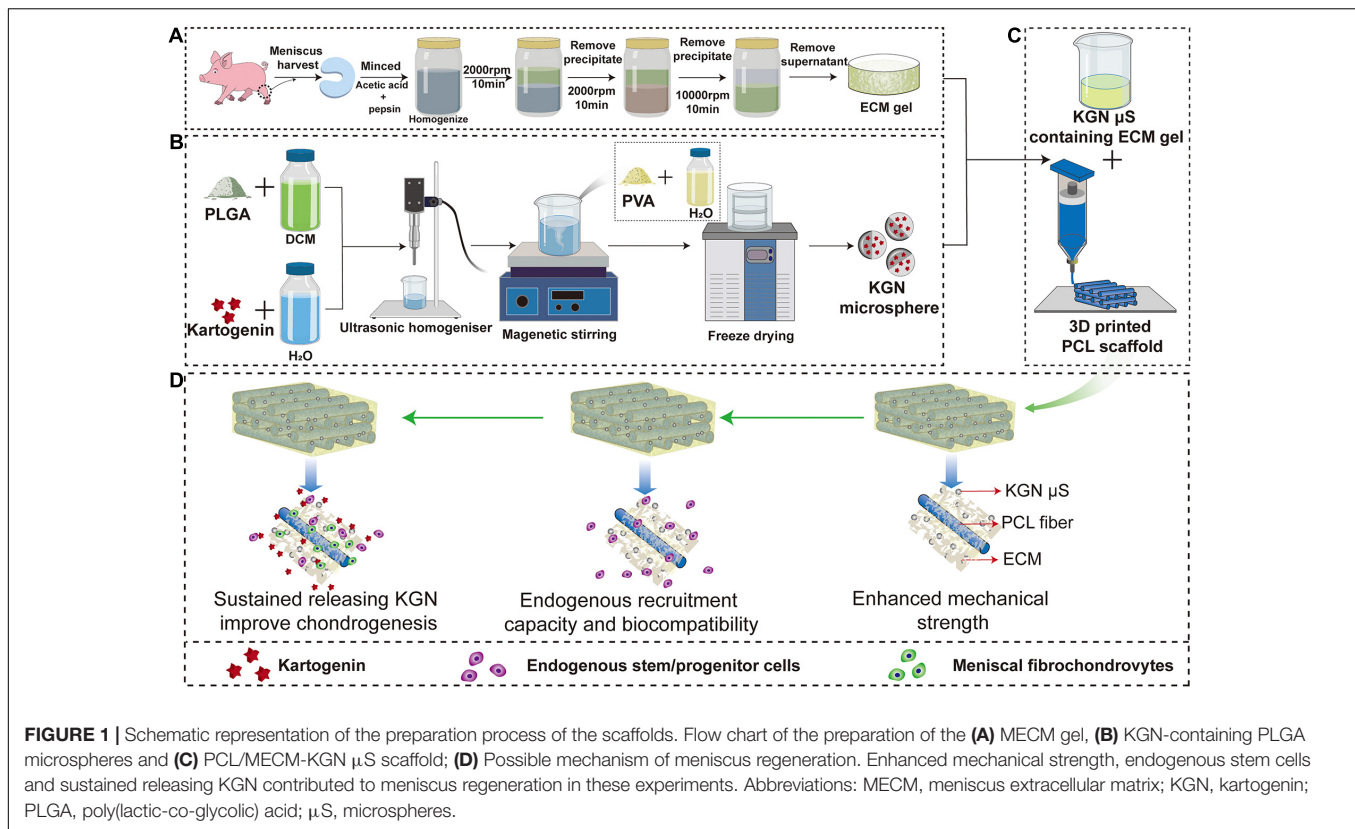 A
Meniscus
harvest
Minced
Acetic acid
+
pepsin
Homogenize
2000rpm
10min
Remove
precipitate
2000rpm
10min
Remove
precipitate
10000rpm
10min
Remove
supernatant
ECM gel
B
PLGA
+
DCM
Kartogenin
+
H₂O
Ultrasonic homogeniser
PVA
+
H₂O
Magenetic stirring
Freeze drying
KGN
microsphere
C
KGN µS
containing ECM gel
+
3D printed
PCL scaffold
D
Sustained releasing KGN
improve chondrogenesis
Endogenous recruitment
capacity and biocompatibility
KGN µS
PCL fiber
ECM
Enhanced mechanical
strength
Kartogenin
Endogenous stem/progenitor cells
Meniscal fibrochondrovytes
FIGURE 1 | Schematic representation of the preparation process of the scaffolds. Flow chart of the preparation of the (A) MECM gel, (B) KGN-containing PLGA
microspheres and (C) PCL/MECM-KGN µS scaffold; (D) Possible mechanism of meniscus regeneration. Enhanced mechanical strength, endogenous stem cells
and sustained releasing KGN contributed to meniscus regeneration in these experiments. Abbreviations: MECM, meniscus extracellular matrix; KGN, kartogenin;
PLGA, poly(lactic-co-glycolic) acid; µS, microspheres.